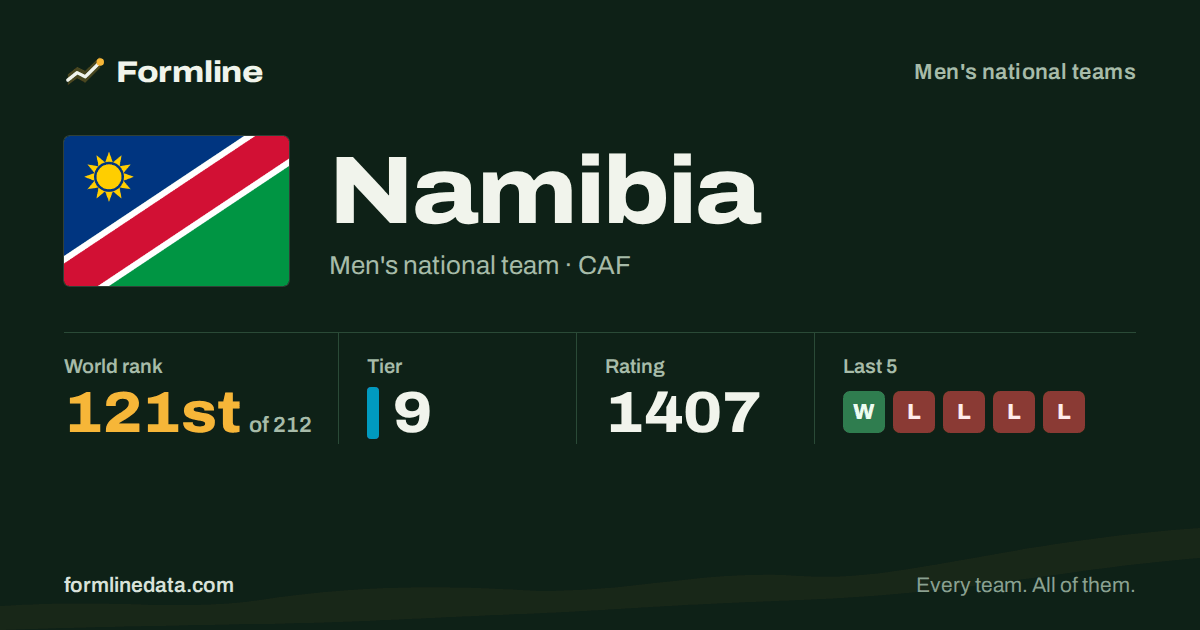 Formline
Men's national teams
Namibia
Men's national team · CAF
World rank
121st of 212
Tier
9
Rating
1407
Last 5
W L L L L
formlinedata.com
Every team. All of them.